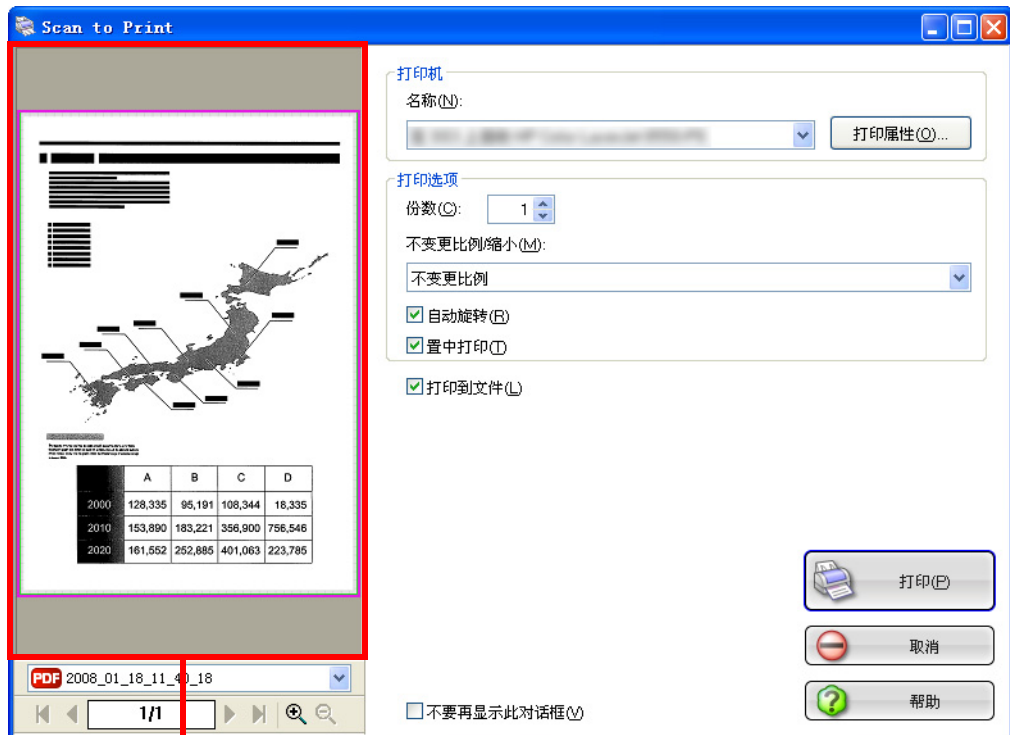 Scan to Print
打印机
名称(N):
打印属性(O)...
打印选项
份数(C):
1
不变更比例/缩小(M):
不变更比例
自动旋转(R)
置中打印(T)
打印到文件(L)
A B C D
2000 128,335 95,191 108,344 18,335
2010 153,890 183,221 356,900 756,546
2020 161,552 252,885 401,063 223,785
打印(P)
取消
帮助
PDF 2008_01_18_11_40_18
1/1
不要再显示此对话框(V)